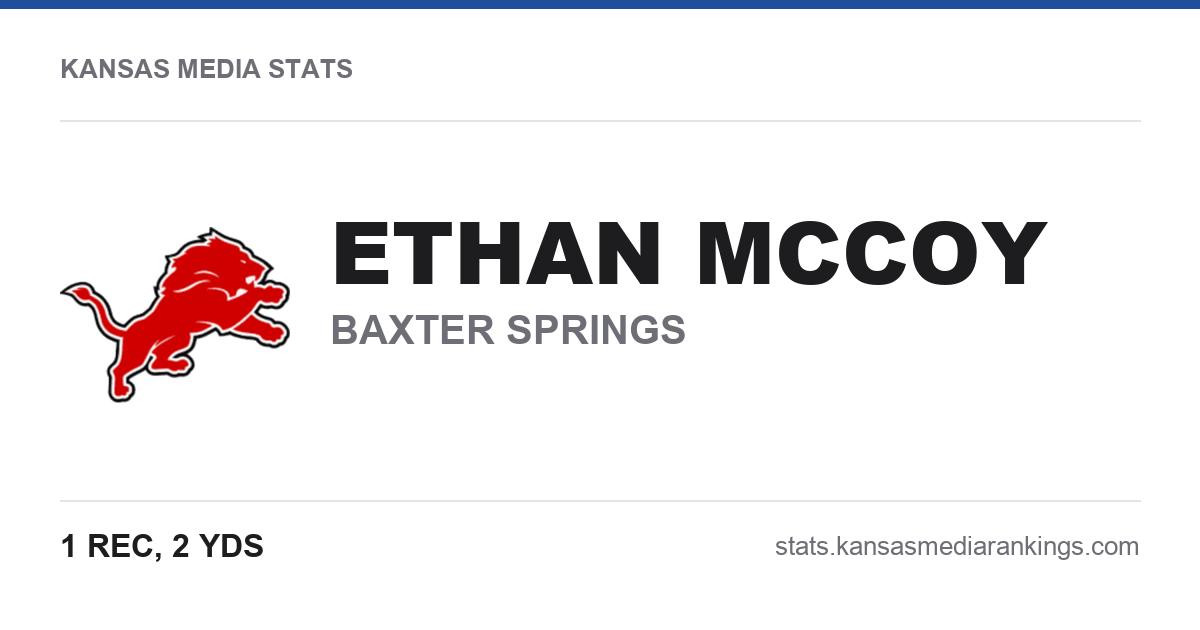 KANSAS MEDIA STATS
ETHAN MCCOY
BAXTER SPRINGS
1 REC, 2 YDS
stats.kansasmediarankings.com